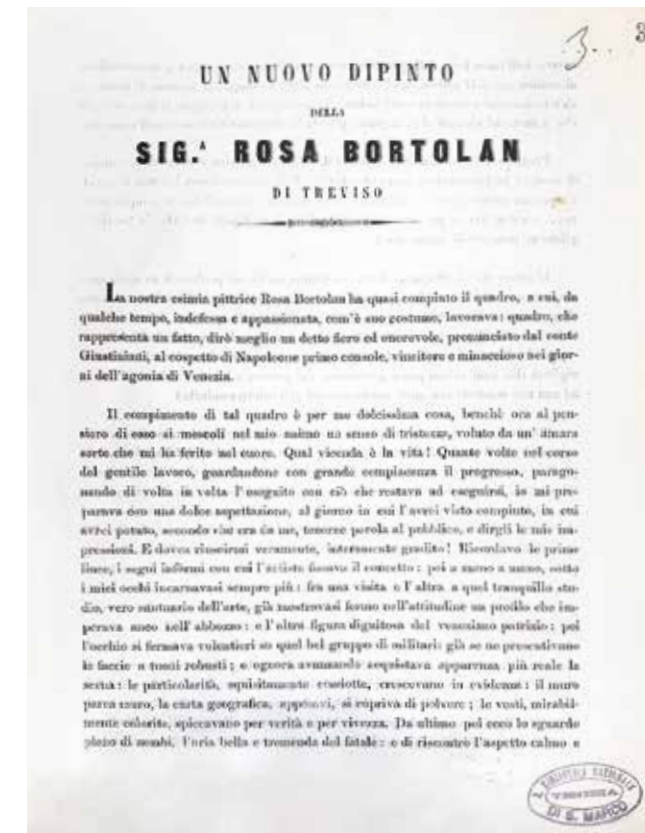 3.. 3
UN NUOVO DIPINTO
DELLA
SIG.ᴬ ROSA BORTOLAN
DI TREVISO
La nostra esimia pittrice Rosa Bortolan ha quasi compiuto il quadro, a cui, da
qualche tempo, indefessa e appassionata, com'è suo costume, lavorava: quadro, che
rappresenta un fatto, dirò meglio un detto fiero ed onorevole, pronunciato dal conte
Giustiniani, al cospetto di Napoleone primo console, vincitore e minaccioso nei gior-
ni dell'agonia di Venezia.
Il compimento di tal quadro è per me dolcissima cosa, benchè ora al pen-
siero di esso si mescoli nel mio animo un senso di tristezza, voluto da un' amara
sorte che mi ha ferito nel cuore. Qual vicenda è la vita! Quante volte nel corso
del gentile lavoro, guardandone con grande compiacenza il progresso, parago-
nando di volta in volta l'eseguito con ciò che restava ad eseguirsi, io mi pre-
parava con una dolce aspettazione, al giorno in cui l'avrei visto compiuto, in cui
avrei potuto, secondo che era da me, tenerne parola al pubblico, e dirgli le mie im-
pressioni. E dovea riuscirmi veramente, interamente gradito! Ricordavo le prime
linee, i segni informi con cui l'artista fissava il concetto: poi a mano a mano, sotto
i miei occhi incarnavasi sempre più: fra una visita e l'altra a quel tranquillo stu-
dio, vero santuario dell'arte, già mostravasi fermo nell'attitudine un profilo che im-
perava anco nell'abbozzo: e l'altra figura dignitosa del veneziano patrizio: poi
l'occhio si fermava volentieri su quel bel gruppo di militari: già se ne presentivano
le faccie a toni robusti; e ognora avanzando acquistava apparenza più reale la
scena: le particolarità, squisitamente condotte, crescevano in evidenza: il muro
parea muro, la carta geografica, appesavi, si copriva di polvere; le vesti, mirabil-
mente colorite, spiccavano per verità e per vivezza. Da ultimo poi ecco lo sguardo
pieno di nembi, l'aria bella e tremenda del fatale: e di riscontro l'aspetto calmo e
BIBLIOTECA NAZIONALE
VENEZIA
DI S. MARCO